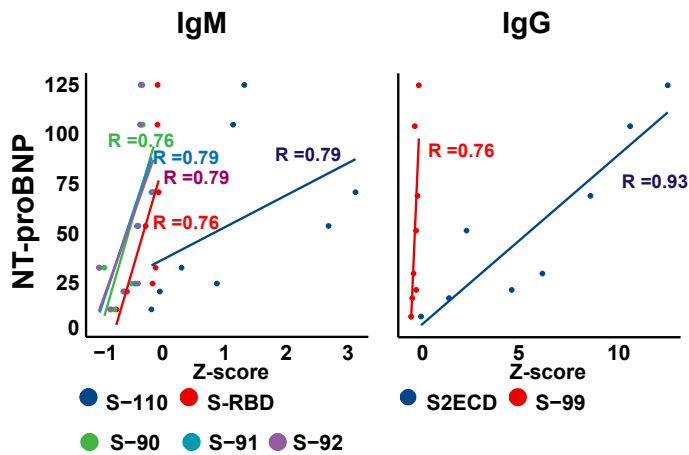 IgM IgG
NT-proBNP
125
100
75
50
25
0
R =0.76
R =0.79
R =0.79
R =0.76
R =0.79
R =0.76
R =0.93
−1 0 1 2 3
0 5 10
Z-score Z-score
S−110 S-RBD
S2ECD S−99
S−90 S−91 S−92